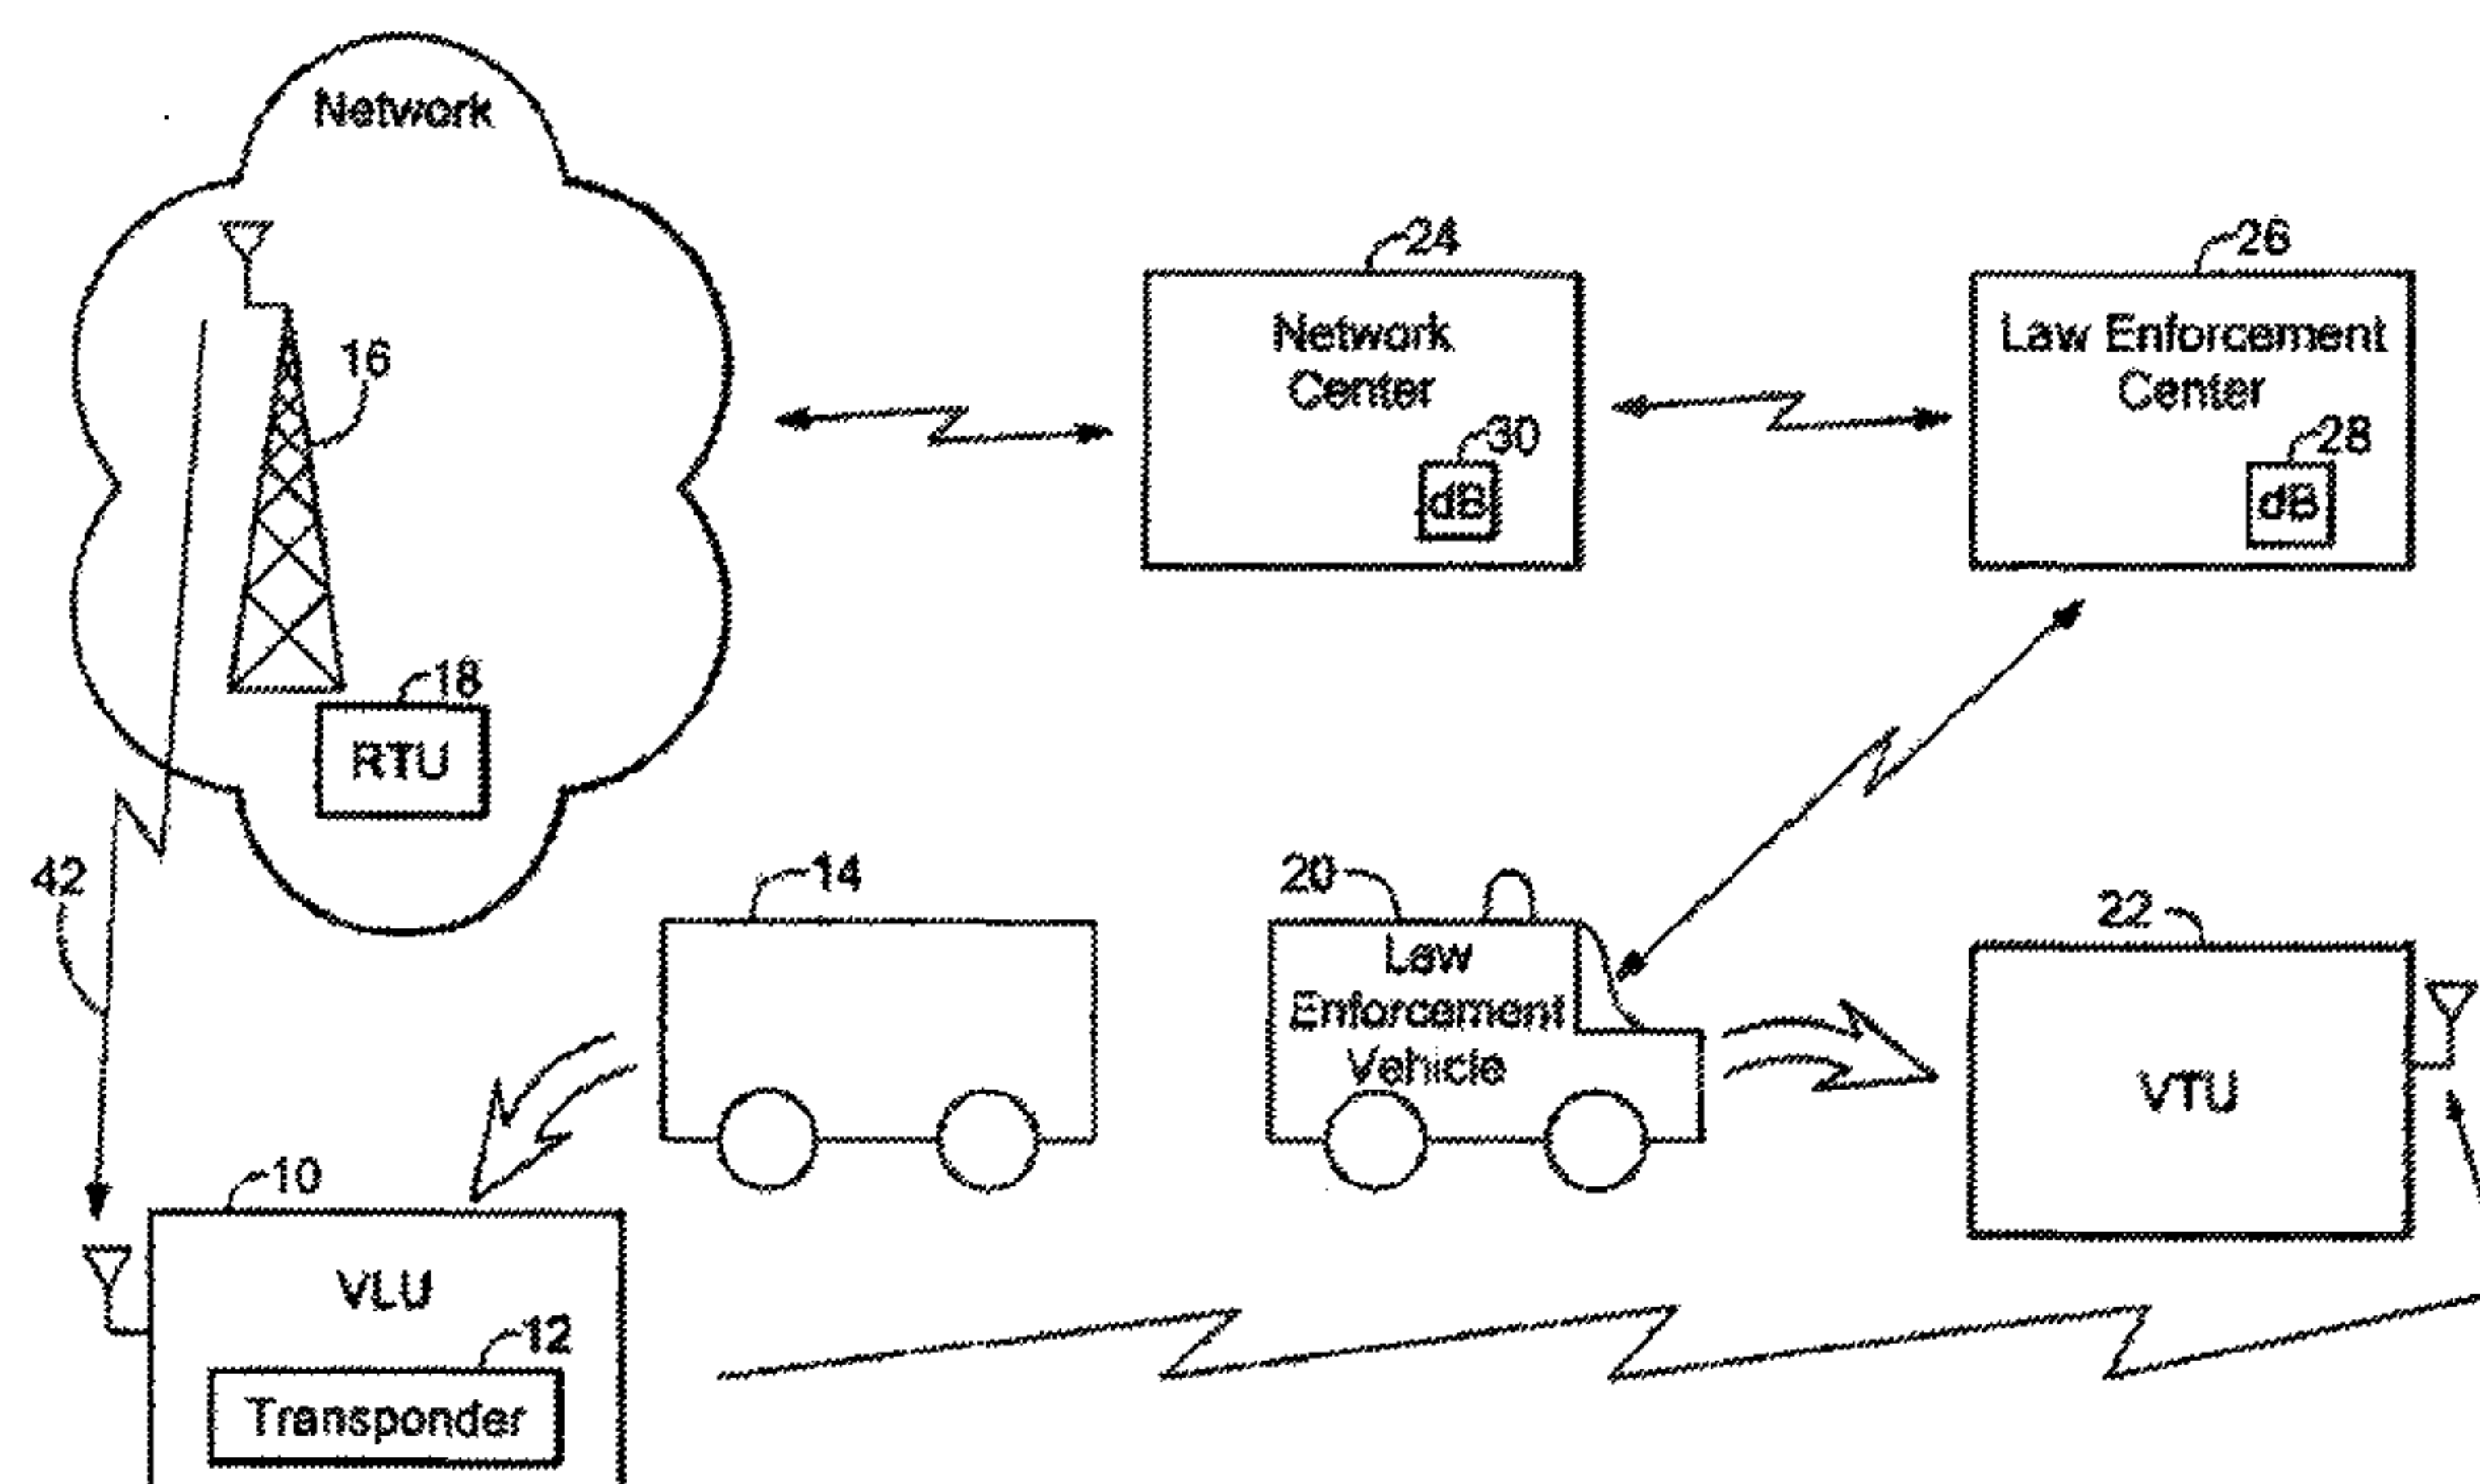 Network
24
26
Network
Center
Law Enforcement
Center
16
30
dB
28
dB
18
RTU
42
14
20
Law
Enforcement
Vehicle
22
VTU
10
VLU
12
Transponder